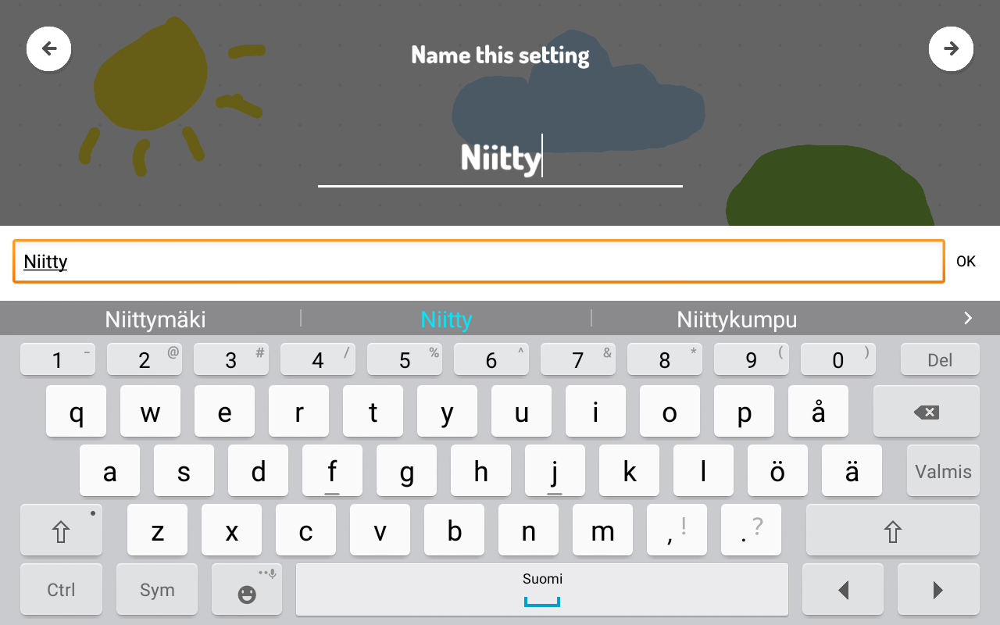 Name this setting
Niitty
Niitty
OK
Niittymäki Niitty Niittykumpu
1 - 2 @ 3 # 4 / 5 % 6 ^ 7 & 8 * 9 ( 0 ) Del
q w e r t y u i o p å
a s d f g h j k l ö ä Valmis
z x c v b n m , ! . ?
Ctrl Sym Suomi